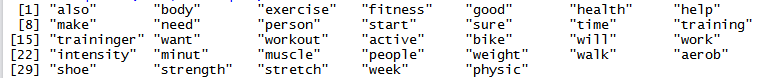 [1] "also" "body" "exercise" "fitness" "good" "health" "help"
[8] "make" "need" "person" "start" "sure" "time" "training"
[15] "traininger" "want" "workout" "active" "bike" "will" "work"
[22] "intensity" "minut" "muscle" "people" "weight" "walk" "aerob"
[29] "shoe" "strength" "stretch" "week" "physic"